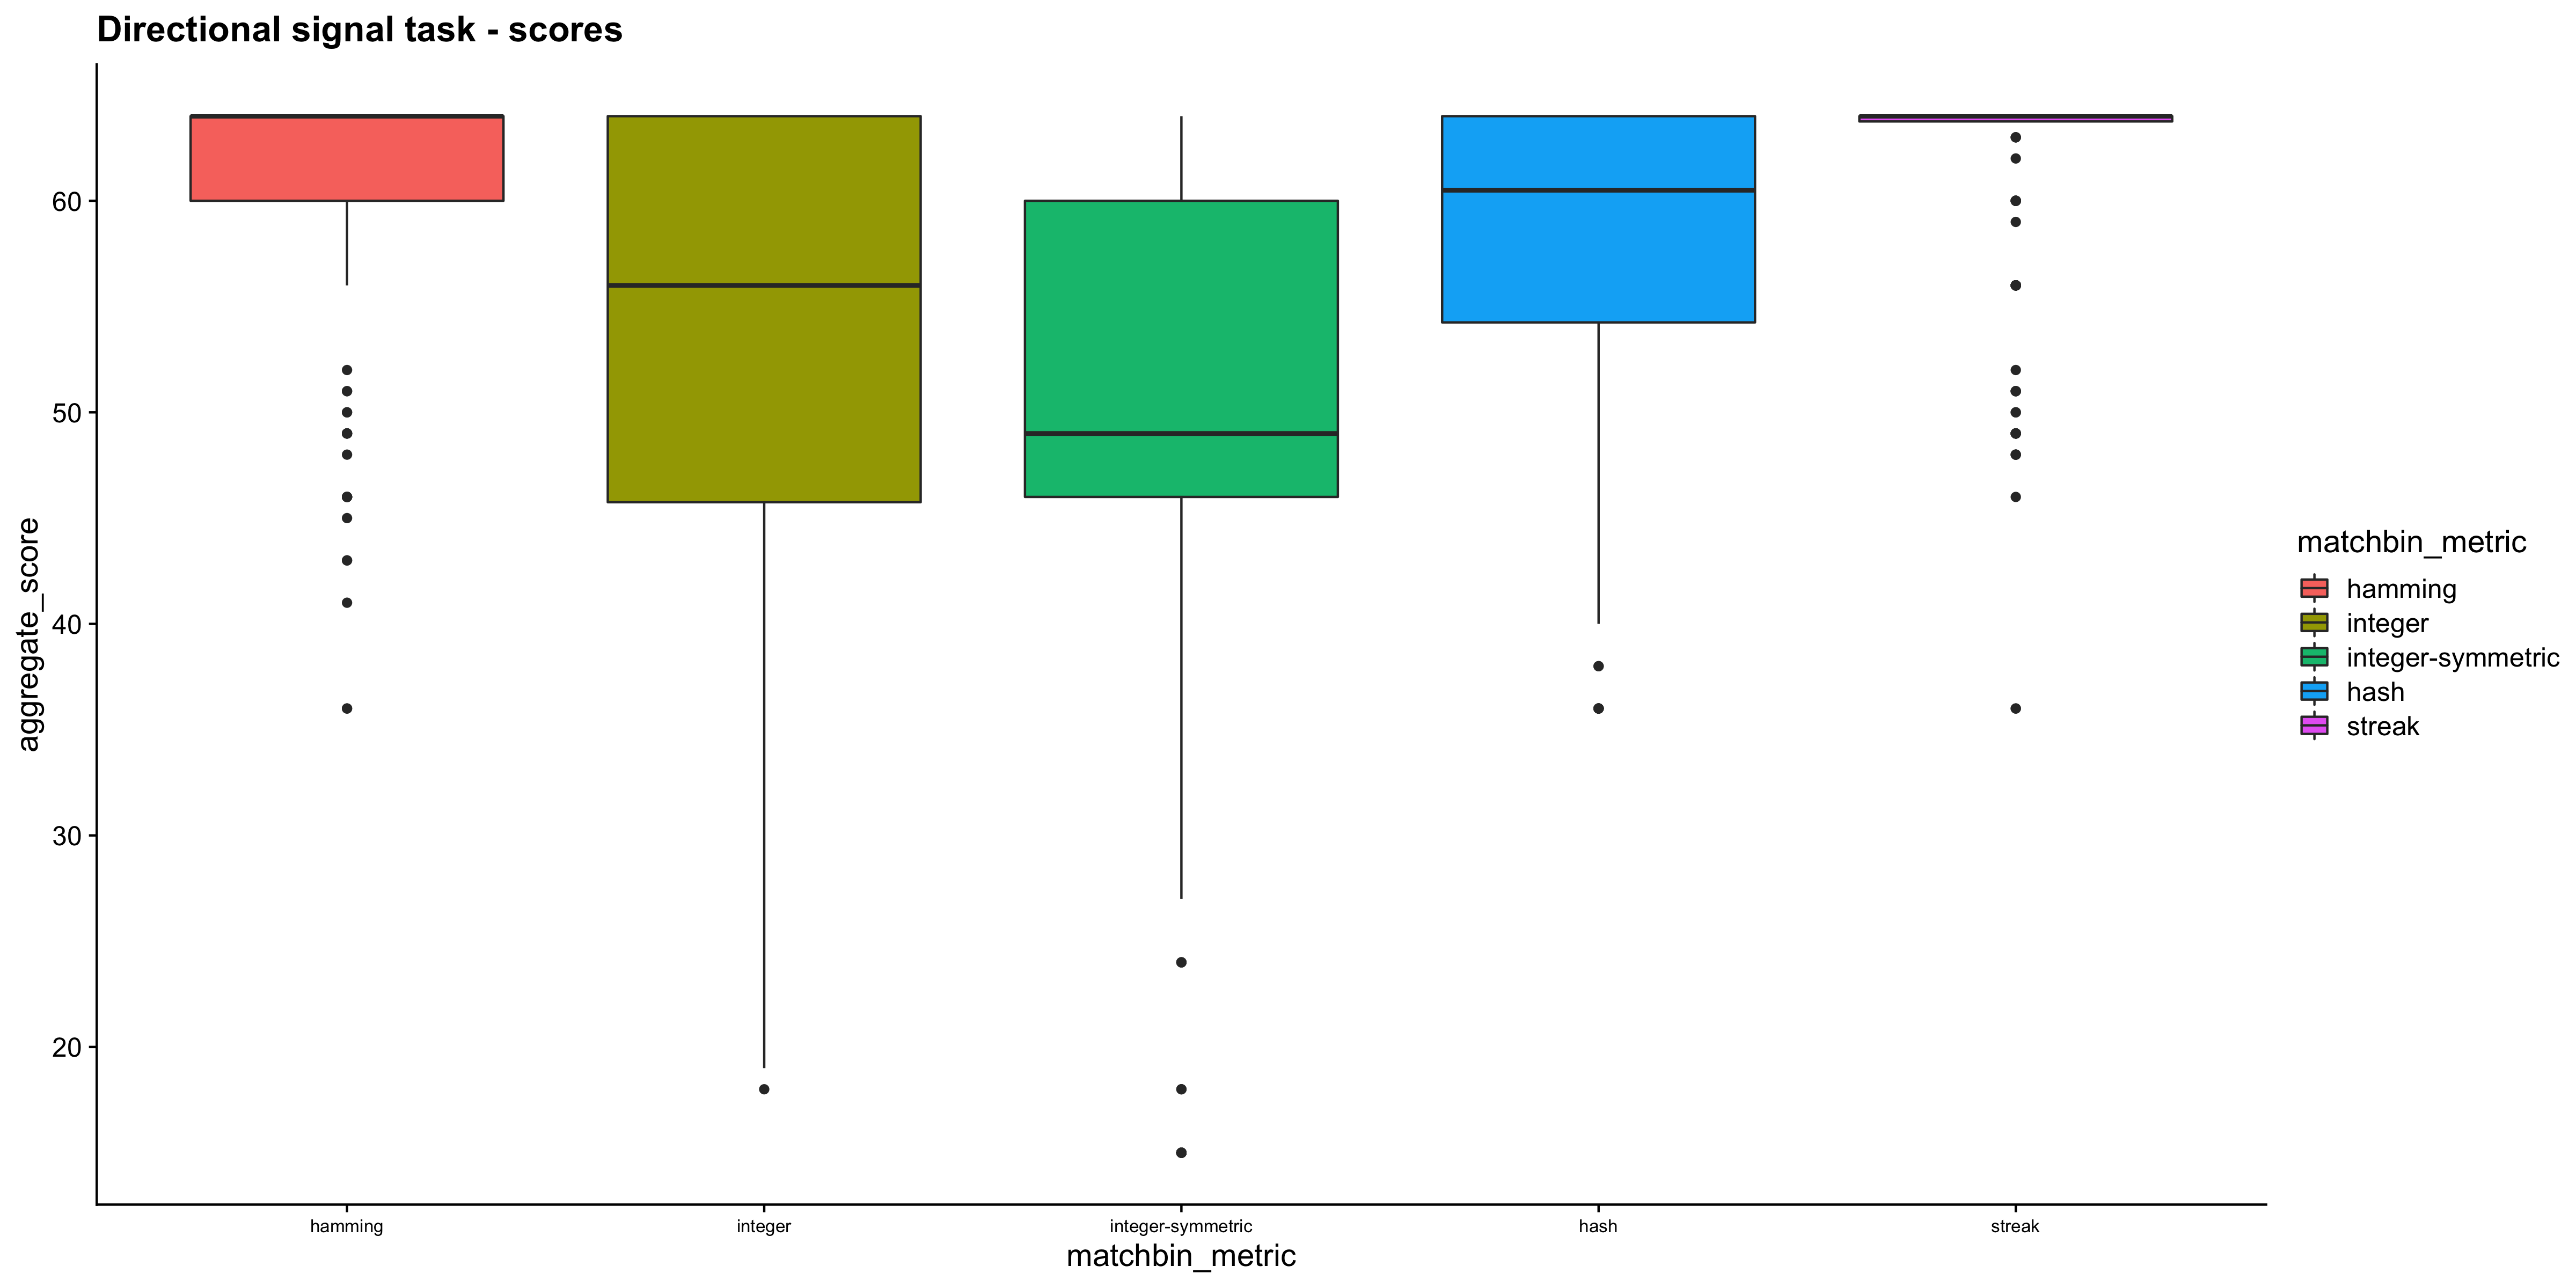 Directional signal task - scores
aggregate_score
60
50
40
30
20
hamming
integer
integer-symmetric
hash
streak
matchbin_metric
matchbin_metric
hamming
integer
integer-symmetric
hash
streak